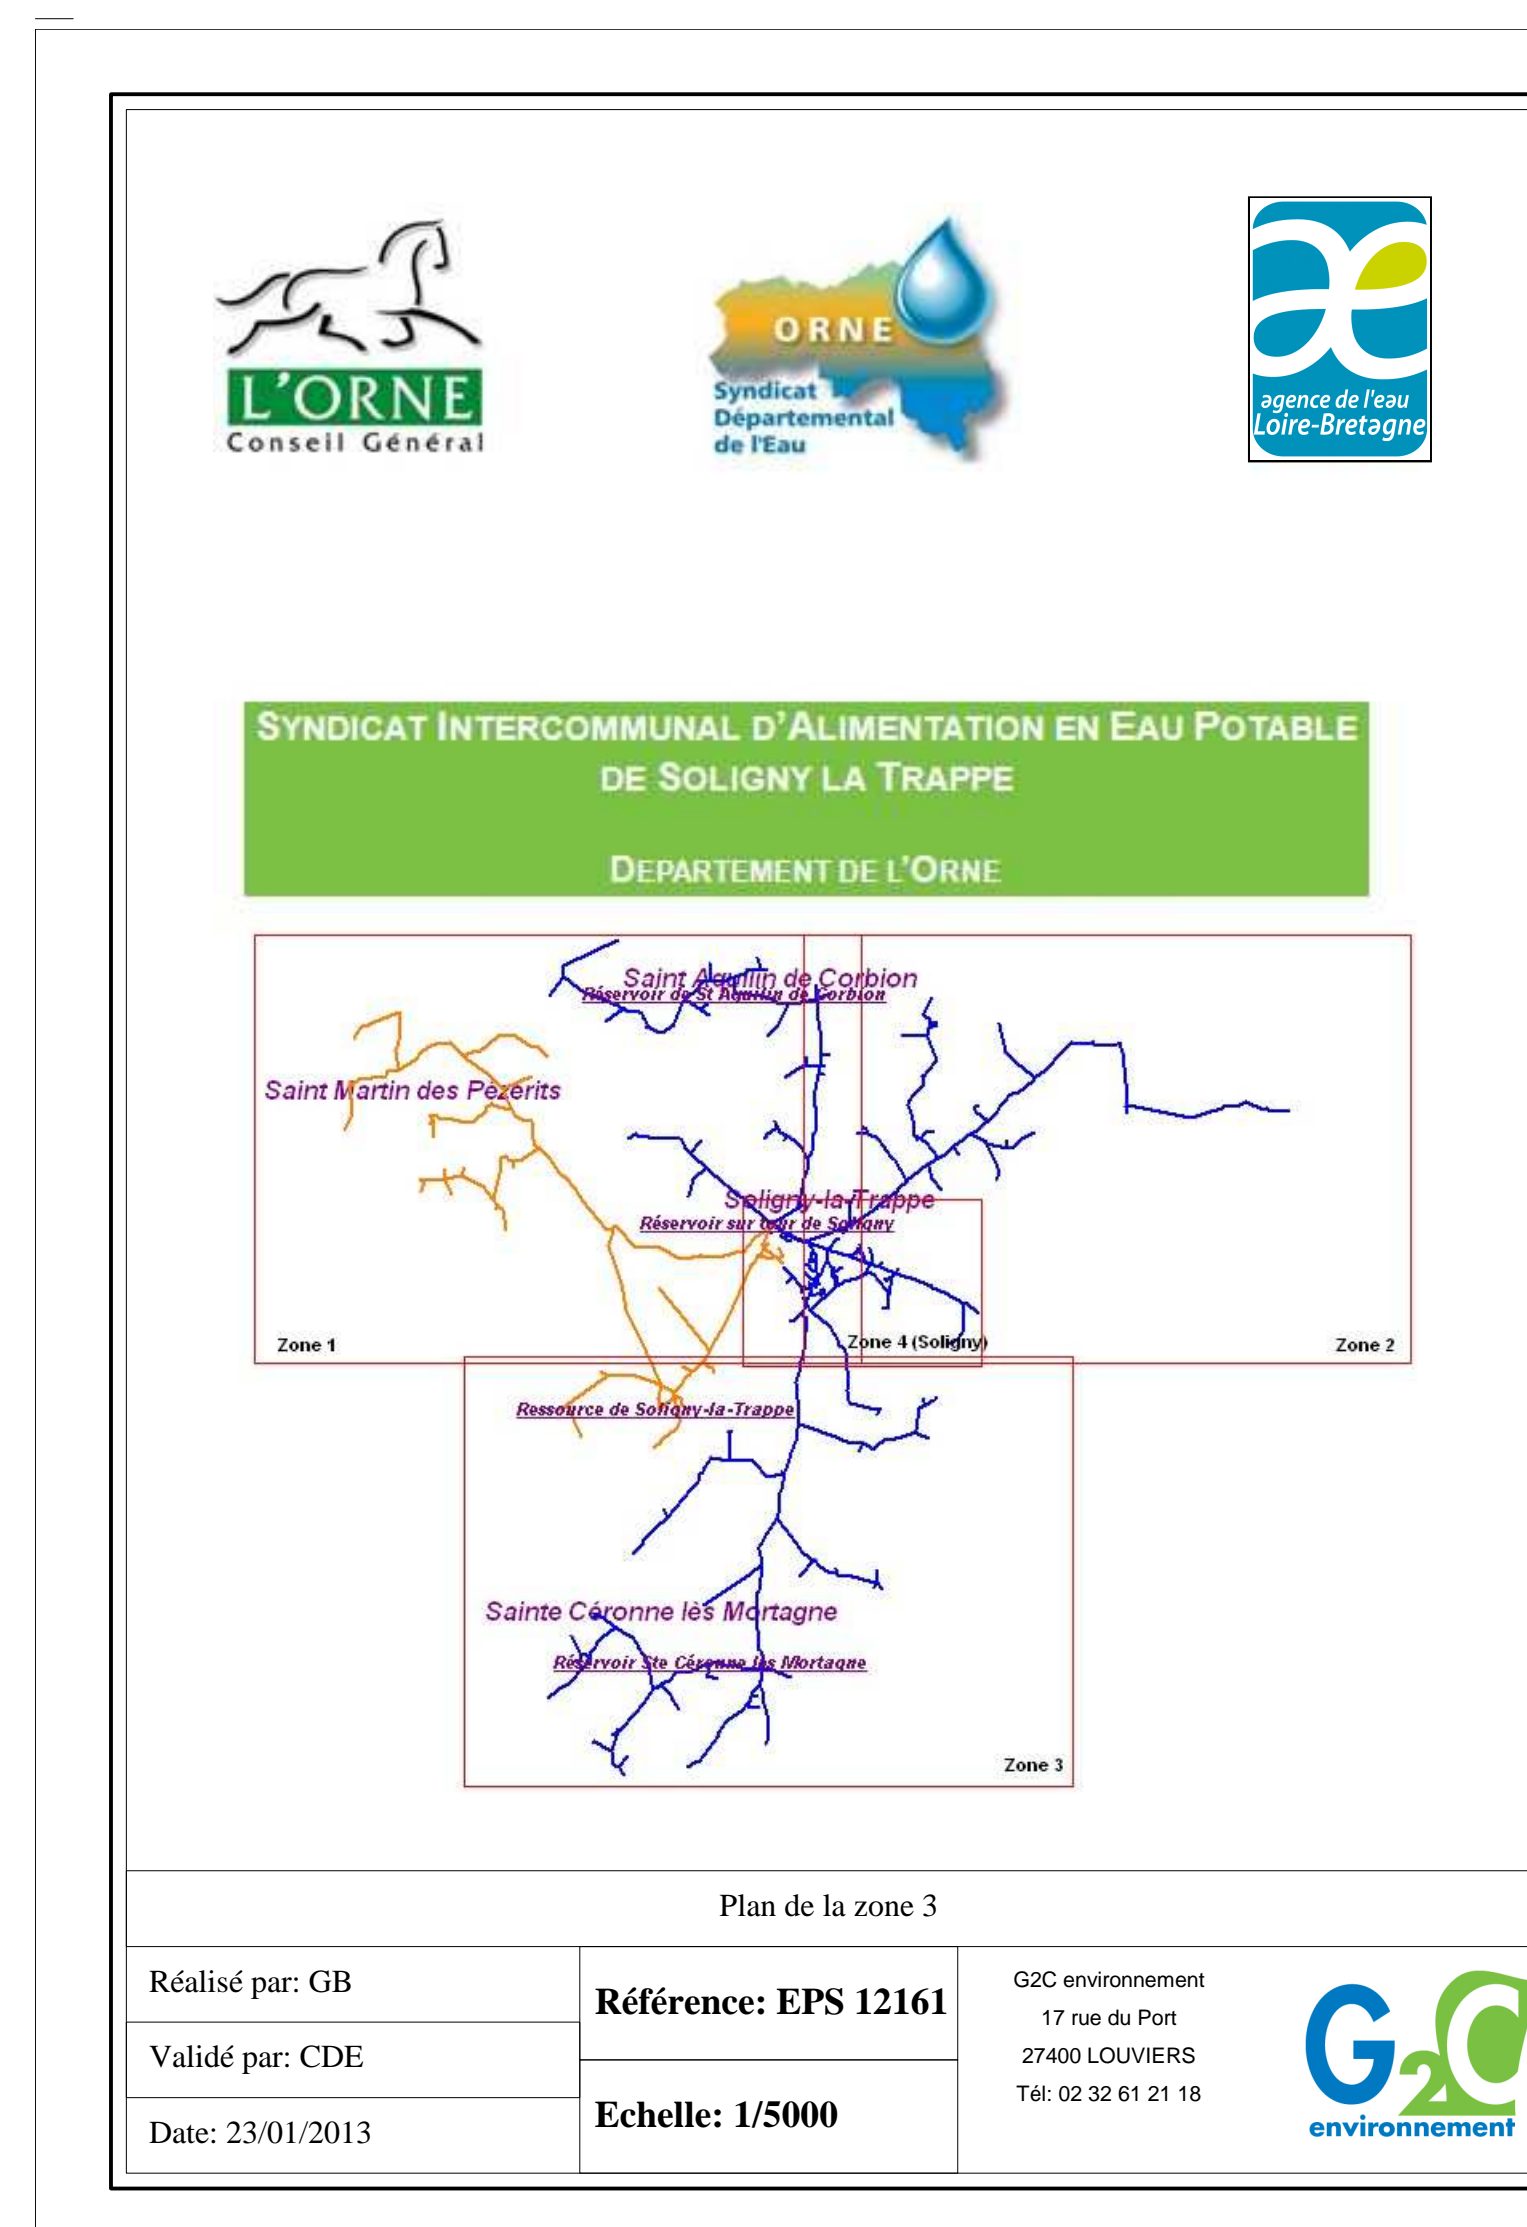 L'ORNE
Conseil Général
ORNE
Syndicat
Départemental
de l'Eau
agence de l'eau
Loire-Bretagne
SYNDICAT INTERCOMMUNAL D'ALIMENTATION EN EAU POTABLE
DE SOLIGNY LA TRAPPE
DEPARTEMENT DE L'ORNE
Saint Aquilin de Corbion
Réservoir de St Aquilin de Corbion
Saint Martin des Pézerits
Soligny-la-Trappe
Réservoir sur tour de Soligny
Zone 1
Zone 4 (Soligny)
Zone 2
Ressource de Soligny-la-Trappe
Sainte Céronne lès Mortagne
Réservoir Ste Céronne lès Mortagne
Zone 3
Plan de la zone 3
Réalisé par: GB
Validé par: CDE
Date: 23/01/2013
Référence: EPS 12161
Echelle: 1/5000
G2C environnement
17 rue du Port
27400 LOUVIERS
Tél: 02 32 61 21 18
G2C
environnement